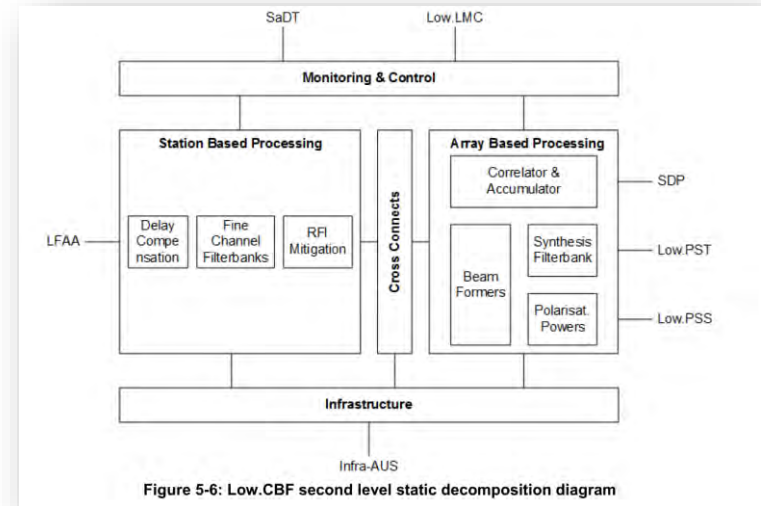 SaDT
Low.LMC
Monitoring & Control
Station Based Processing
Delay
Compe
nsation
Fine
Channel
Filterbanks
RFI
Mitigation
LFAA
Cross Connects
Array Based Processing
Correlator &
Accumulator
Beam
Formers
Synthesis
Filterbank
Polarisat.
Powers
SDP
Low.PST
Low.PSS
Infrastructure
Infra-AUS
Figure 5-6: Low.CBF second level static decomposition diagram